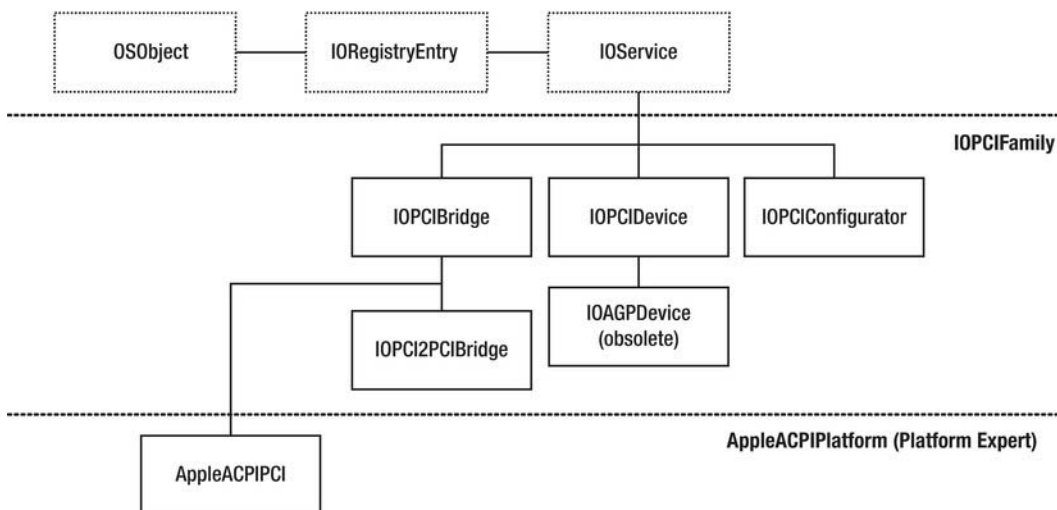 OSObject
IORegistryEntry
IOService
IOPCIFamily
IOPCIBridge
IOPCIDevice
IOPCIConfigurator
IOPCI2PCIBridge
IOAGPDevice
(obsolete)
AppleACPIPlatform (Platform Expert)
AppleACPIPCI